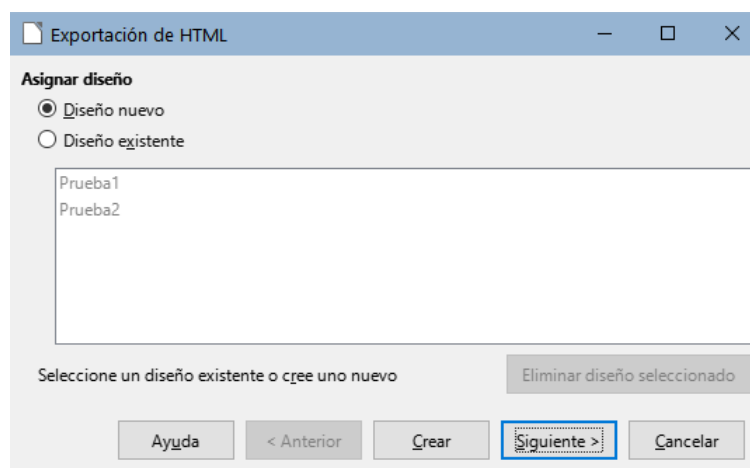 Exportación de HTML
Asignar diseño
Diseño nuevo
Diseño existente
Prueba1
Prueba2
Seleccione un diseño existente o cree uno nuevo
Eliminar diseño seleccionado
Ayuda
< Anterior
Crear
Siguiente >
Cancelar